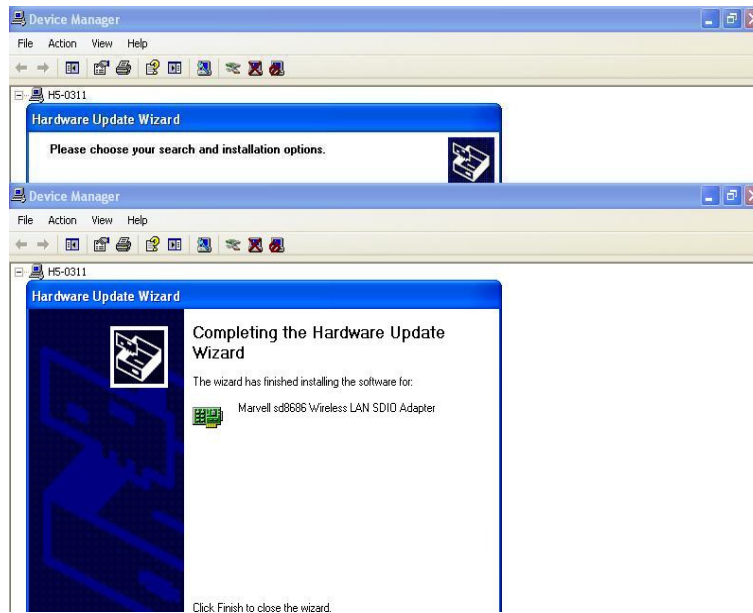 Device Manager
File Action View Help
H5-0311
Hardware Update Wizard
Please choose your search and installation options.
Device Manager
File Action View Help
H5-0311
Hardware Update Wizard
Completing the Hardware Update
Wizard
The wizard has finished installing the software for:
Marvell sd8686 Wireless LAN SDIO Adapter
Click Finish to close the wizard.